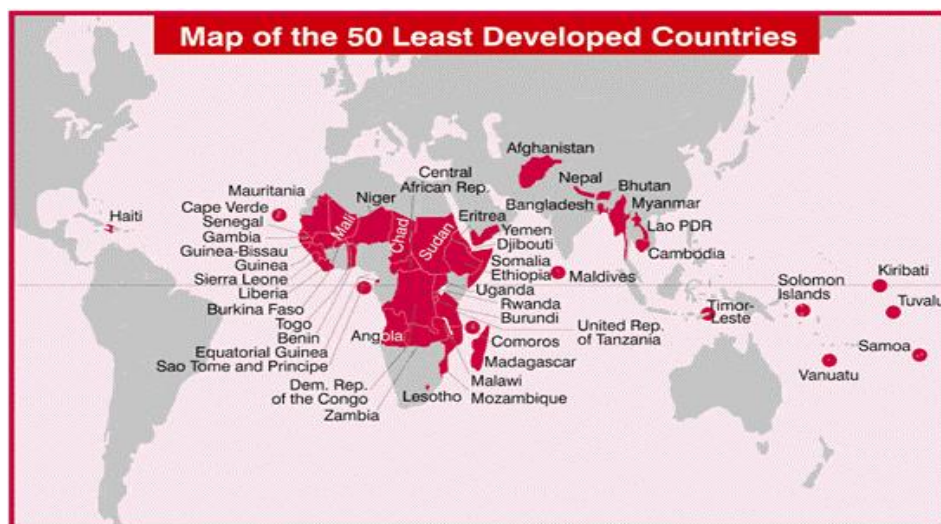 Map of the 50 Least Developed Countries
Afghanistan
Central
African Rep.
Nepal
Bhutan
Mauritania
Niger
Bangladesh
Myanmar
Haiti
Cape Verde
Mali
Chad
Sudan
Eritrea
Lao PDR
Senegal
Yemen
Gambia
Djibouti
Cambodia
Guinea-Bissau
Somalia
Guinea
Ethiopia
Maldives
Sierra Leone
Uganda
Solomon
Islands
Kiribati
Liberia
Rwanda
Burkina Faso
Burundi
Timor-
Leste
Tuvalu
Togo
Angola
United Rep.
of Tanzania
Benin
Comoros
Samoa
Equatorial Guinea
Madagascar
Sao Tome and Principe
Vanuatu
Dem. Rep.
of the Congo
Malawi
Lesotho
Mozambique
Zambia